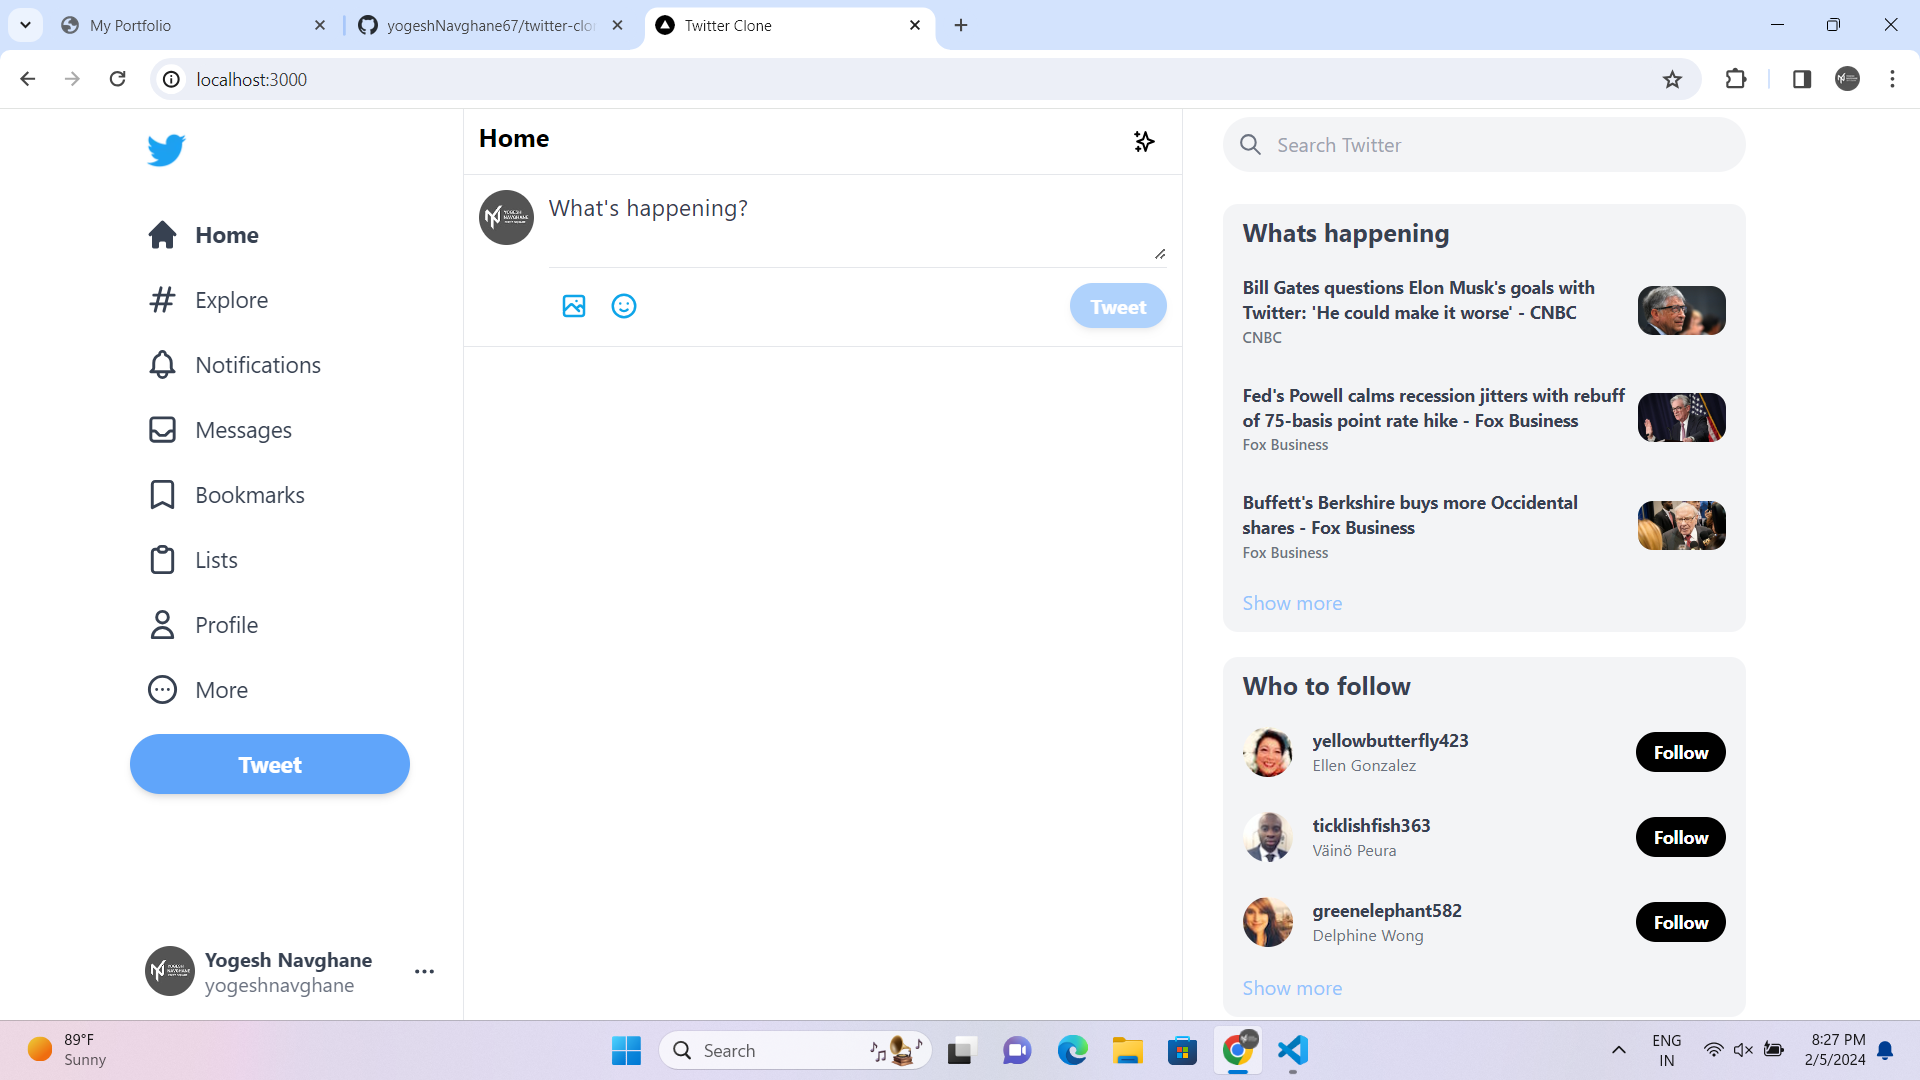 My Portfolio
yogeshNavghane67/twitter-clo
Twitter Clone
localhost:3000
Home
Explore
Notifications
Messages
Bookmarks
Lists
Profile
More
Tweet
Yogesh Navghane
yogeshnavghane
Home
YOGESH
NAVGHANE
What's happening?
Tweet
Search Twitter
Whats happening
Bill Gates questions Elon Musk's goals with
Twitter: 'He could make it worse' - CNBC
CNBC
Fed's Powell calms recession jitters with rebuff
of 75-basis point rate hike - Fox Business
Fox Business
Buffett's Berkshire buys more Occidental
shares - Fox Business
Fox Business
Show more
Who to follow
yellowbutterfly423
Ellen Gonzalez
Follow
ticklishfish363
Väinö Peura
Follow
greenelephant582
Delphine Wong
Follow
Show more
89°F
Sunny
Search
ENG
IN
8:27 PM
2/5/2024